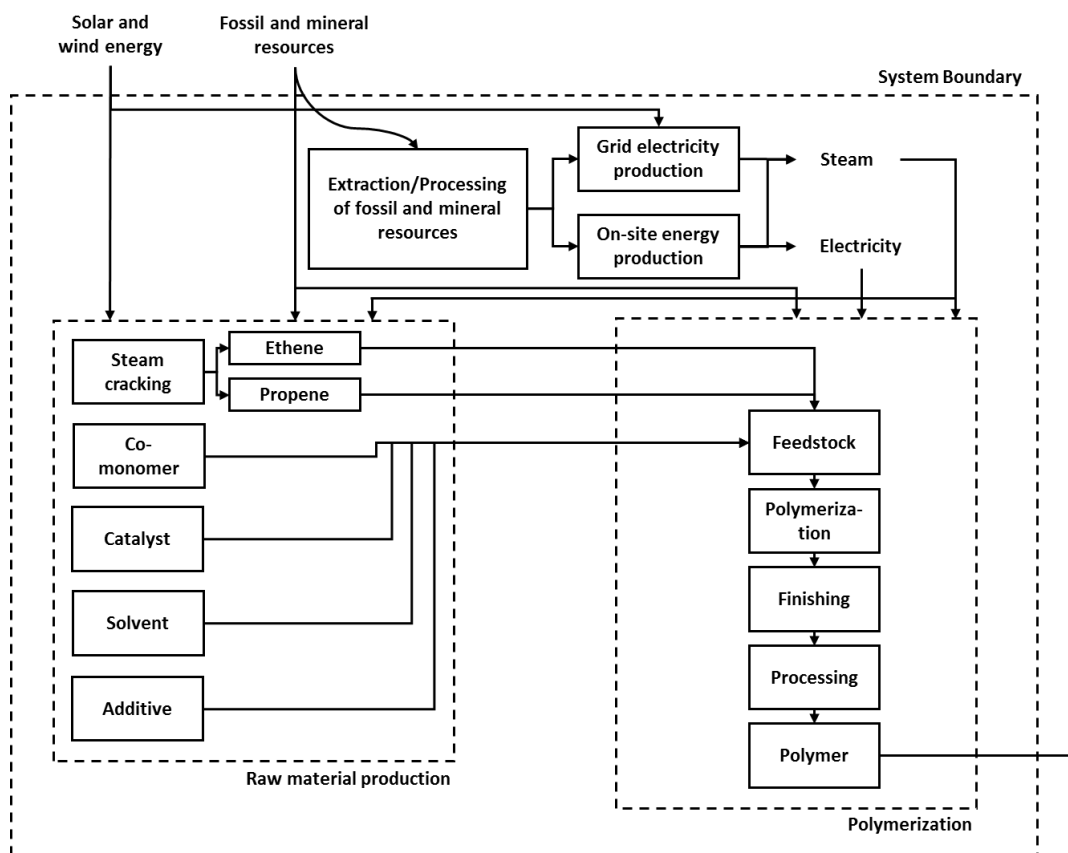 Solar and
wind energy
Fossil and mineral
resources
System Boundary
Grid electricity
production
Steam
Extraction/Processing
of fossil and mineral
resources
On-site energy
production
Electricity
Steam
cracking
Ethene
Propene
Co-
monomer
Feedstock
Catalyst
Polymeriza-
tion
Solvent
Finishing
Additive
Processing
Polymer
Raw material production
Polymerization